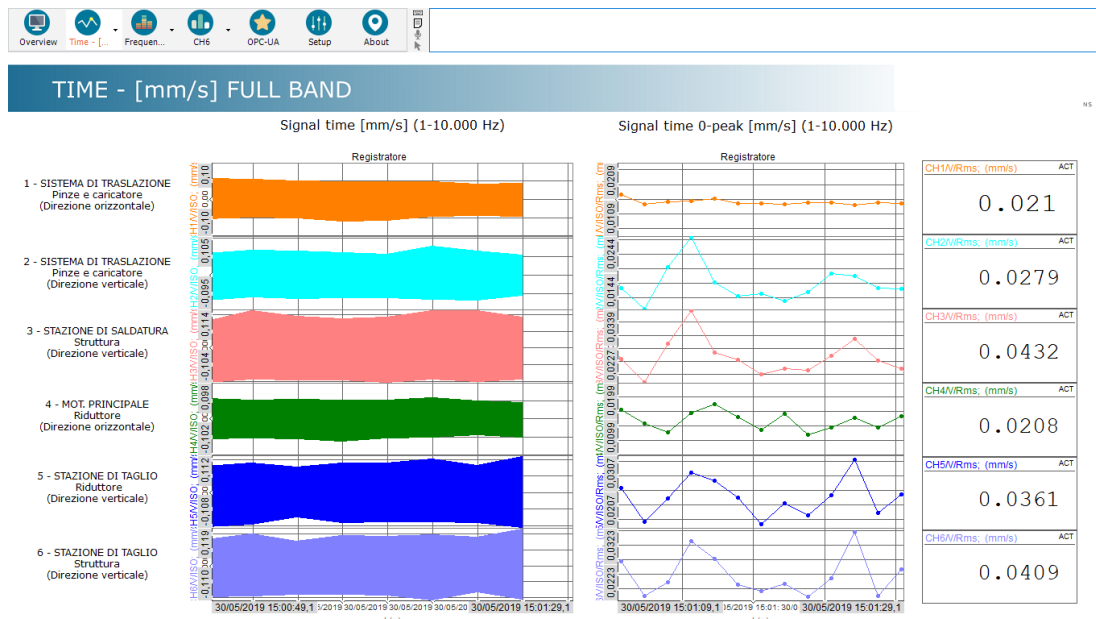 Overview
Time - [...
Frequen...
CH6
OPC-UA
Setup
About
TIME - [mm/s] FULL BAND
NS
Signal time [mm/s] (1-10.000 Hz)
Signal time 0-peak [mm/s] (1-10.000 Hz)
Registratore
Registratore
1 - SISTEMA DI TRASLAZIONE
Pinze e caricatore
(Direzione orizzontale)
0,10
0.00
-0,10
0,0209
0,0109
CH1/V/Rms; (mm/s)
ACT
0.021
2 - SISTEMA DI TRASLAZIONE
Pinze e caricatore
(Direzione verticale)
0,105
-0,095
0,0244
0,0144
CH2/V/Rms; (mm/s)
ACT
0.0279
3 - STAZIONE DI SALDATURA
Struttura
(Direzione verticale)
0,114
-0,104
0,0339
0,0227
CH3/V/Rms; (mm/s)
ACT
0.0432
4 - MOT. PRINCIPALE
Riduttore
(Direzione orizzontale)
0,098
-0,102
0,0199
0,0099
CH4/V/Rms; (mm/s)
ACT
0.0208
5 - STAZIONE DI TAGLIO
Riduttore
(Direzione verticale)
0,112
-0,108
0,0307
0,0207
CH5/V/Rms; (mm/s)
ACT
0.0361
6 - STAZIONE DI TAGLIO
Struttura
(Direzione verticale)
0,119
-0,110
0,0323
0,0223
CH6/V/Rms; (mm/s)
ACT
0.0409
30/05/2019 15:00:49,1
30/05/2019 15:01:29,1
30/05/2019 15:01:09,1
30/05/2019 15:01:29,1